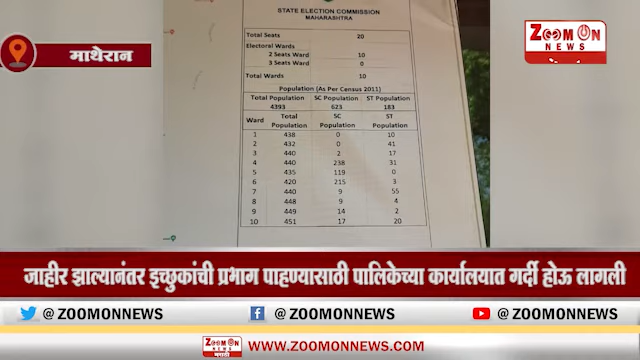 STATE ELECTION COMMISSION
MAHARASHTRA
Total Seats 20
Electoral Wards
2 Seats Ward 10
3 Seats Ward 0
Total Wards 10
Population (As Per Census 2011)
Total Population SC Population ST Population
4393 623 183
Ward Total Population SC Population ST Population
1 438 0 10
2 432 0 41
3 440 2 17
4 440 238 31
5 435 119 0
6 420 215 3
7 440 9 55
8 448 9 4
9 449 14 2
10 451 17 20
माथेरान
ZOOM ON
NEWS
जाहीर झाल्यानंतर इच्छुकांची प्रभाग पाहण्यासाठी पालिकेच्या कार्यालयात गर्दी होऊ लागली
@ ZOOMONNEWS @ ZOOMONNEWS @ ZOOMONNEWS
ZOOM ON
NEWS
मराठी
WWW.ZOOMONNEWS.COM